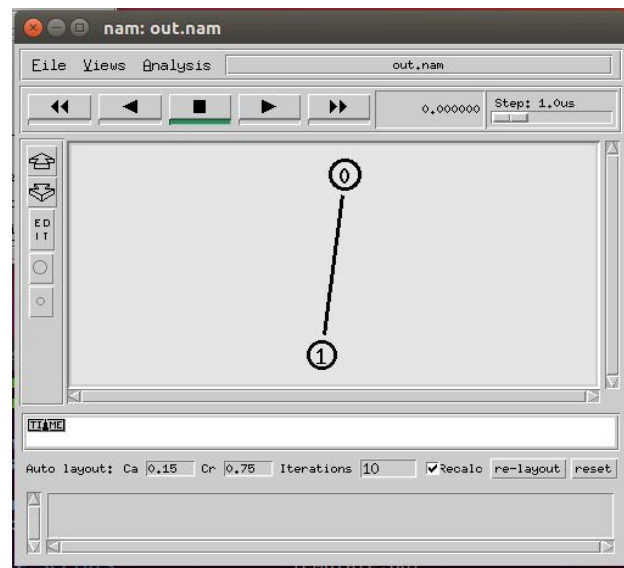 nam: out.nam
File Views Analysis out.nam
0.000000 Step: 1.0us
0
ED
IT
1
TIME
Auto layout: Ca 0.15 Cr 0.75 Iterations 10 Recalc re-layout reset